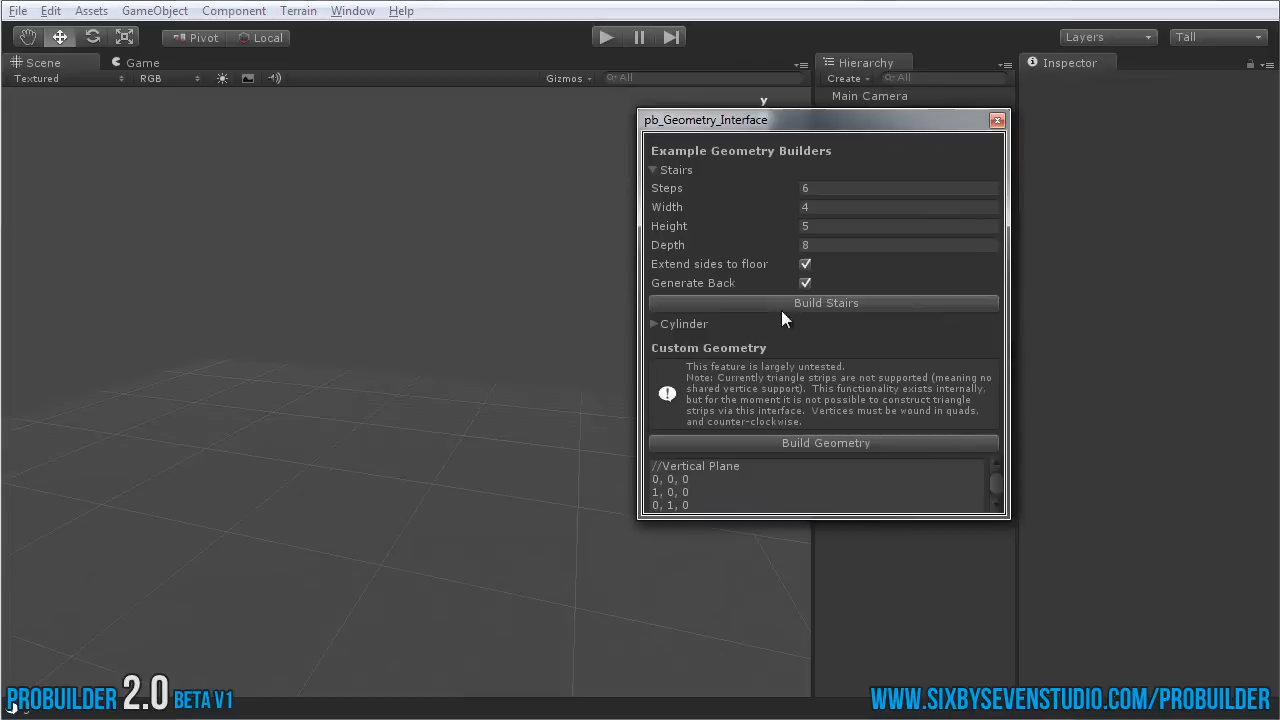 File Edit Assets GameObject Component Terrain Window Help
Pivot Local Layers Tall
Scene Game Hierarchy Inspector
Textured RGB Gizmos All Create All
y
Main Camera
pb_Geometry_Interface
Example Geometry Builders
Stairs
Steps 6
Width 4
Height 5
Depth 8
Extend sides to floor
Generate Back
Build Stairs
Cylinder
Custom Geometry
This feature is largely untested.
Note: Currently triangle strips are not supported (meaning no
shared vertice support). This functionality exists internally,
but for the moment it is not possible to construct triangle
strips via this interface. Vertices must be wound in quads,
and counter-clockwise.
Build Geometry
//Vertical Plane
0, 0, 0
1, 0, 0
0, 1, 0
PROBUILDER 2.0 BETA V1
WWW.SIXBYSEVENSTUDIO.COM/PROBUILDER